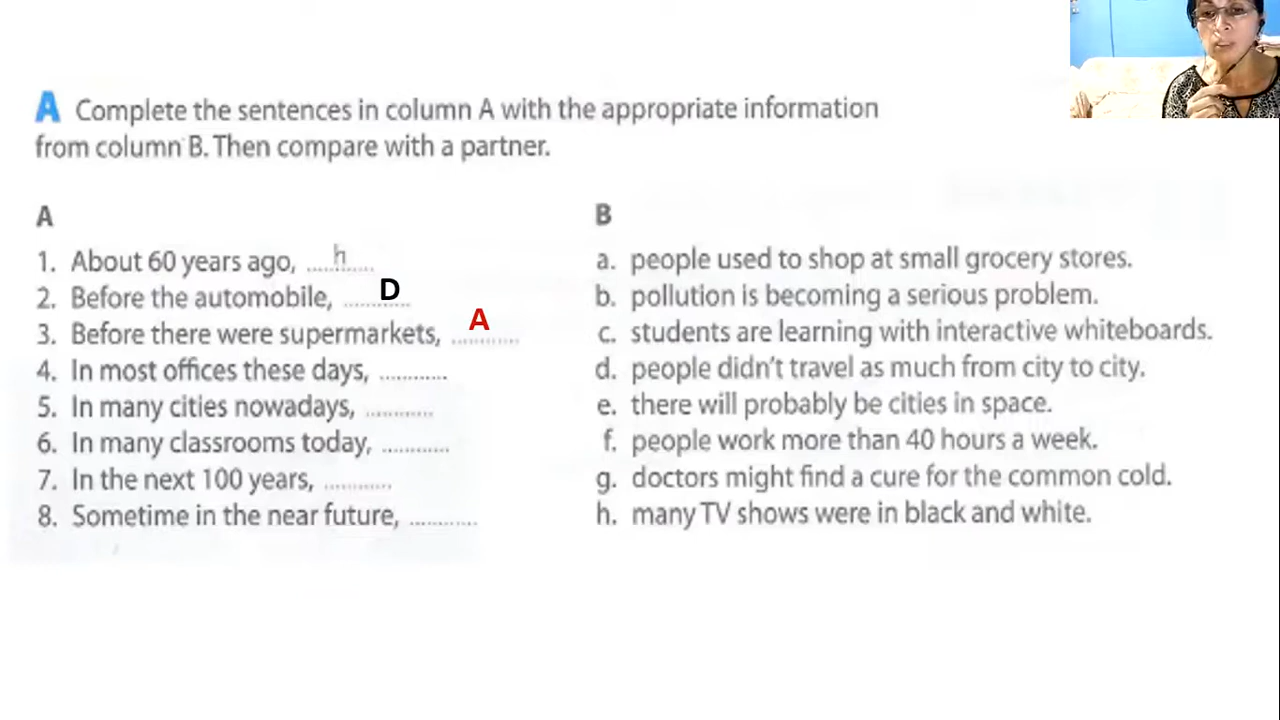 A Complete the sentences in column A with the appropriate information
from column B. Then compare with a partner.
A
1. About 60 years ago, ....h....
2. Before the automobile, ....D....
3. Before there were supermarkets, ....A....
4. In most offices these days, ............
5. In many cities nowadays, ............
6. In many classrooms today, ............
7. In the next 100 years, ............
8. Sometime in the near future, ............
B
a. people used to shop at small grocery stores.
b. pollution is becoming a serious problem.
c. students are learning with interactive whiteboards.
d. people didn't travel as much from city to city.
e. there will probably be cities in space.
f. people work more than 40 hours a week.
g. doctors might find a cure for the common cold.
h. many TV shows were in black and white.